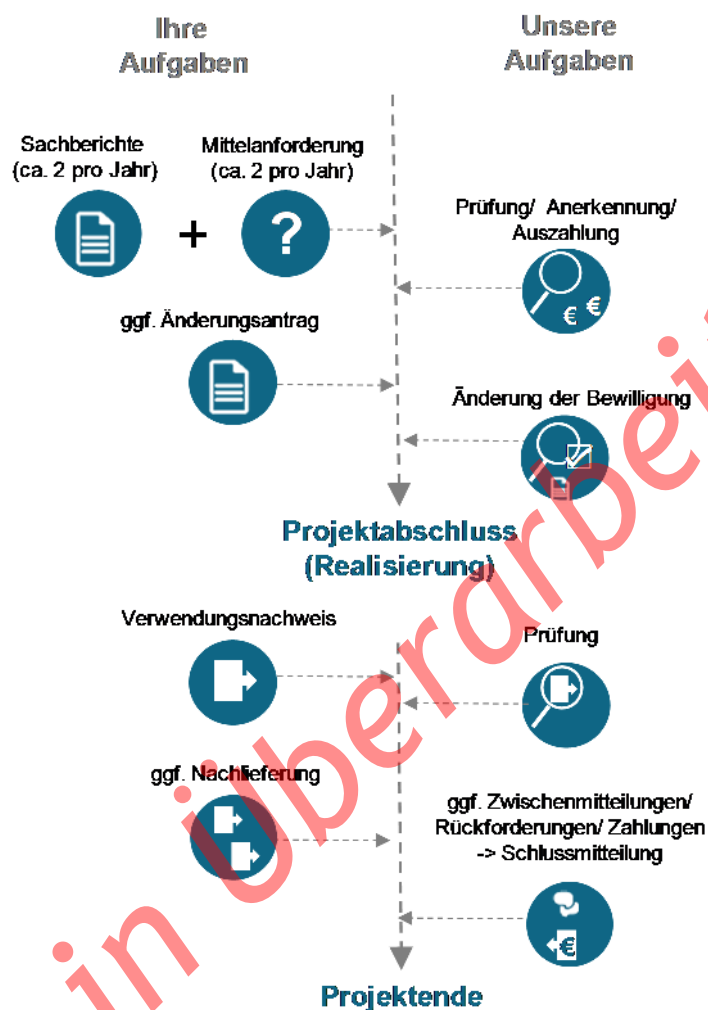 Ihre
Aufgaben
Unsere
Aufgaben
Sachberichte
(ca. 2 pro Jahr)
+
Mittelanforderung
(ca. 2 pro Jahr)
?
Prüfung/ Anerkennung/
Auszahlung
€ €
ggf. Änderungsantrag
Änderung der Bewilligung
Projektabschluss
(Realisierung)
Verwendungsnachweis
Prüfung
ggf. Nachlieferung
ggf. Zwischenmitteilungen/
Rückforderungen/ Zahlungen
-> Schlussmitteilung
€
Projektende
in überarbei